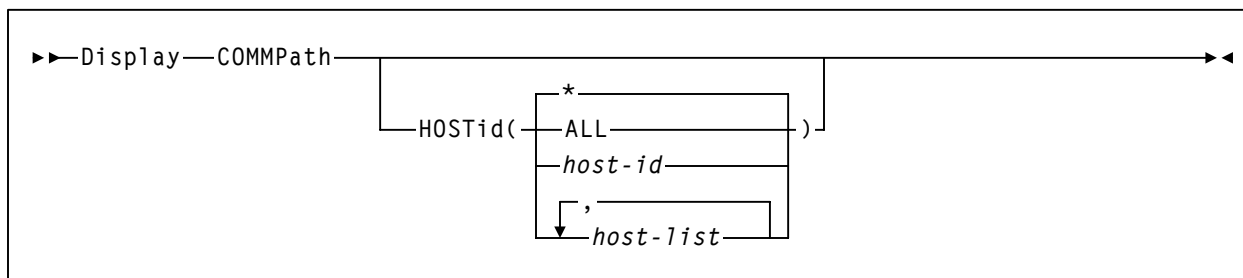 Display COMMPath
*
HOSTid( ALL )
host-id
,
host-list